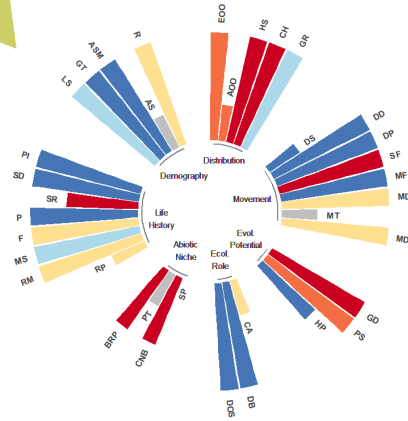 EOO
AOO
HS
CH
GR
DS
DD
DP
SF
MF
MD
MT
MD
GD
PS
HP
CA
DB
DOS
SP
CNB
PT
BRP
RP
RM
MS
F
P
SR
SD
PI
LS
GT
ASM
AS
R
Distribution
Movement
Evol.
Potential
Ecol.
Role
Abiotic
Niche
Life
History
Demography